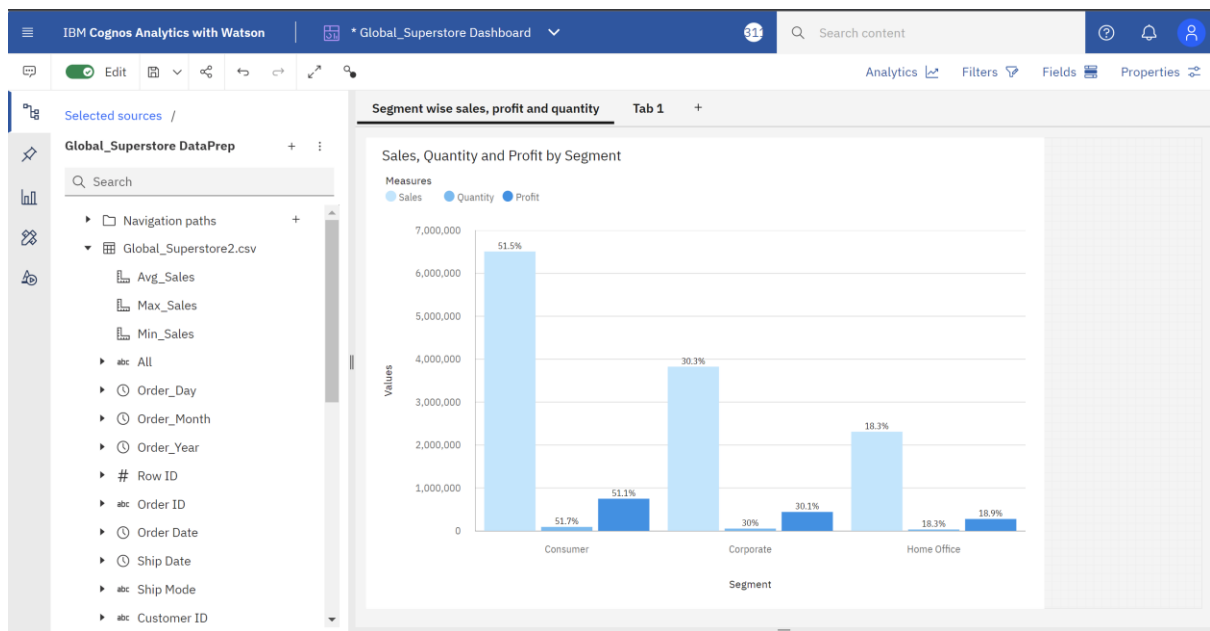 IBM Cognos Analytics with Watson
* Global_Superstore Dashboard
Search content
Edit
Analytics
Filters
Fields
Properties
Selected sources /
Global_Superstore DataPrep
Search
Navigation paths
Global_Superstore2.csv
Avg_Sales
Max_Sales
Min_Sales
abc All
Order_Day
Order_Month
Order_Year
# Row ID
abc Order ID
Order Date
Ship Date
abc Ship Mode
abc Customer ID
Segment wise sales, profit and quantity
Tab 1
+
Sales, Quantity and Profit by Segment
Measures
Sales Quantity Profit
7,000,000
6,000,000
5,000,000
4,000,000
3,000,000
2,000,000
1,000,000
0
Values
51.5%
51.7%
51.1%
30.3%
30%
30.1%
18.3%
18.3%
18.9%
Consumer
Corporate
Home Office
Segment